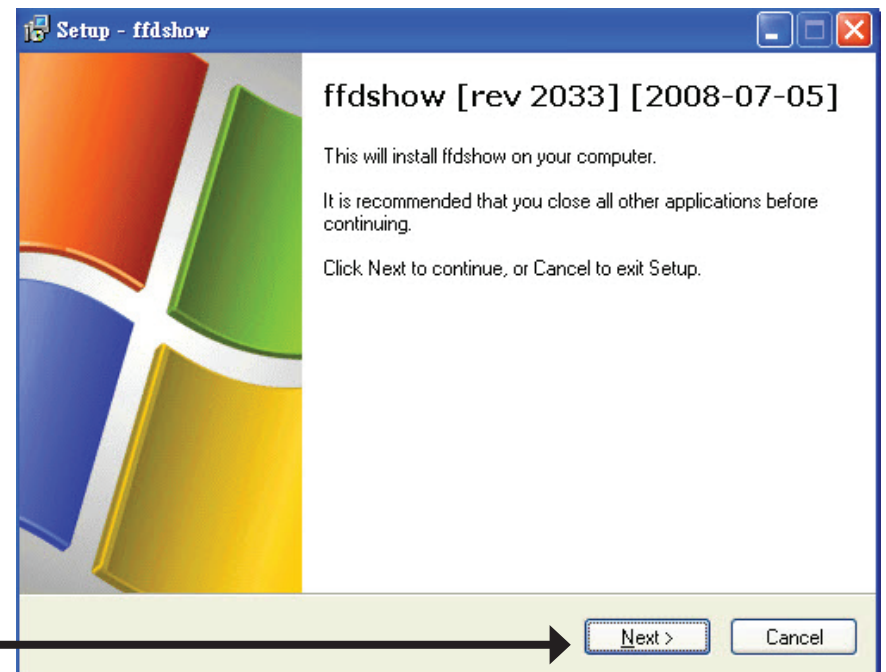 Setup - ffdshow
ffdshow [rev 2033] [2008-07-05]
This will install ffdshow on your computer.
It is recommended that you close all other applications before
continuing.
Click Next to continue, or Cancel to exit Setup.
Next >
Cancel